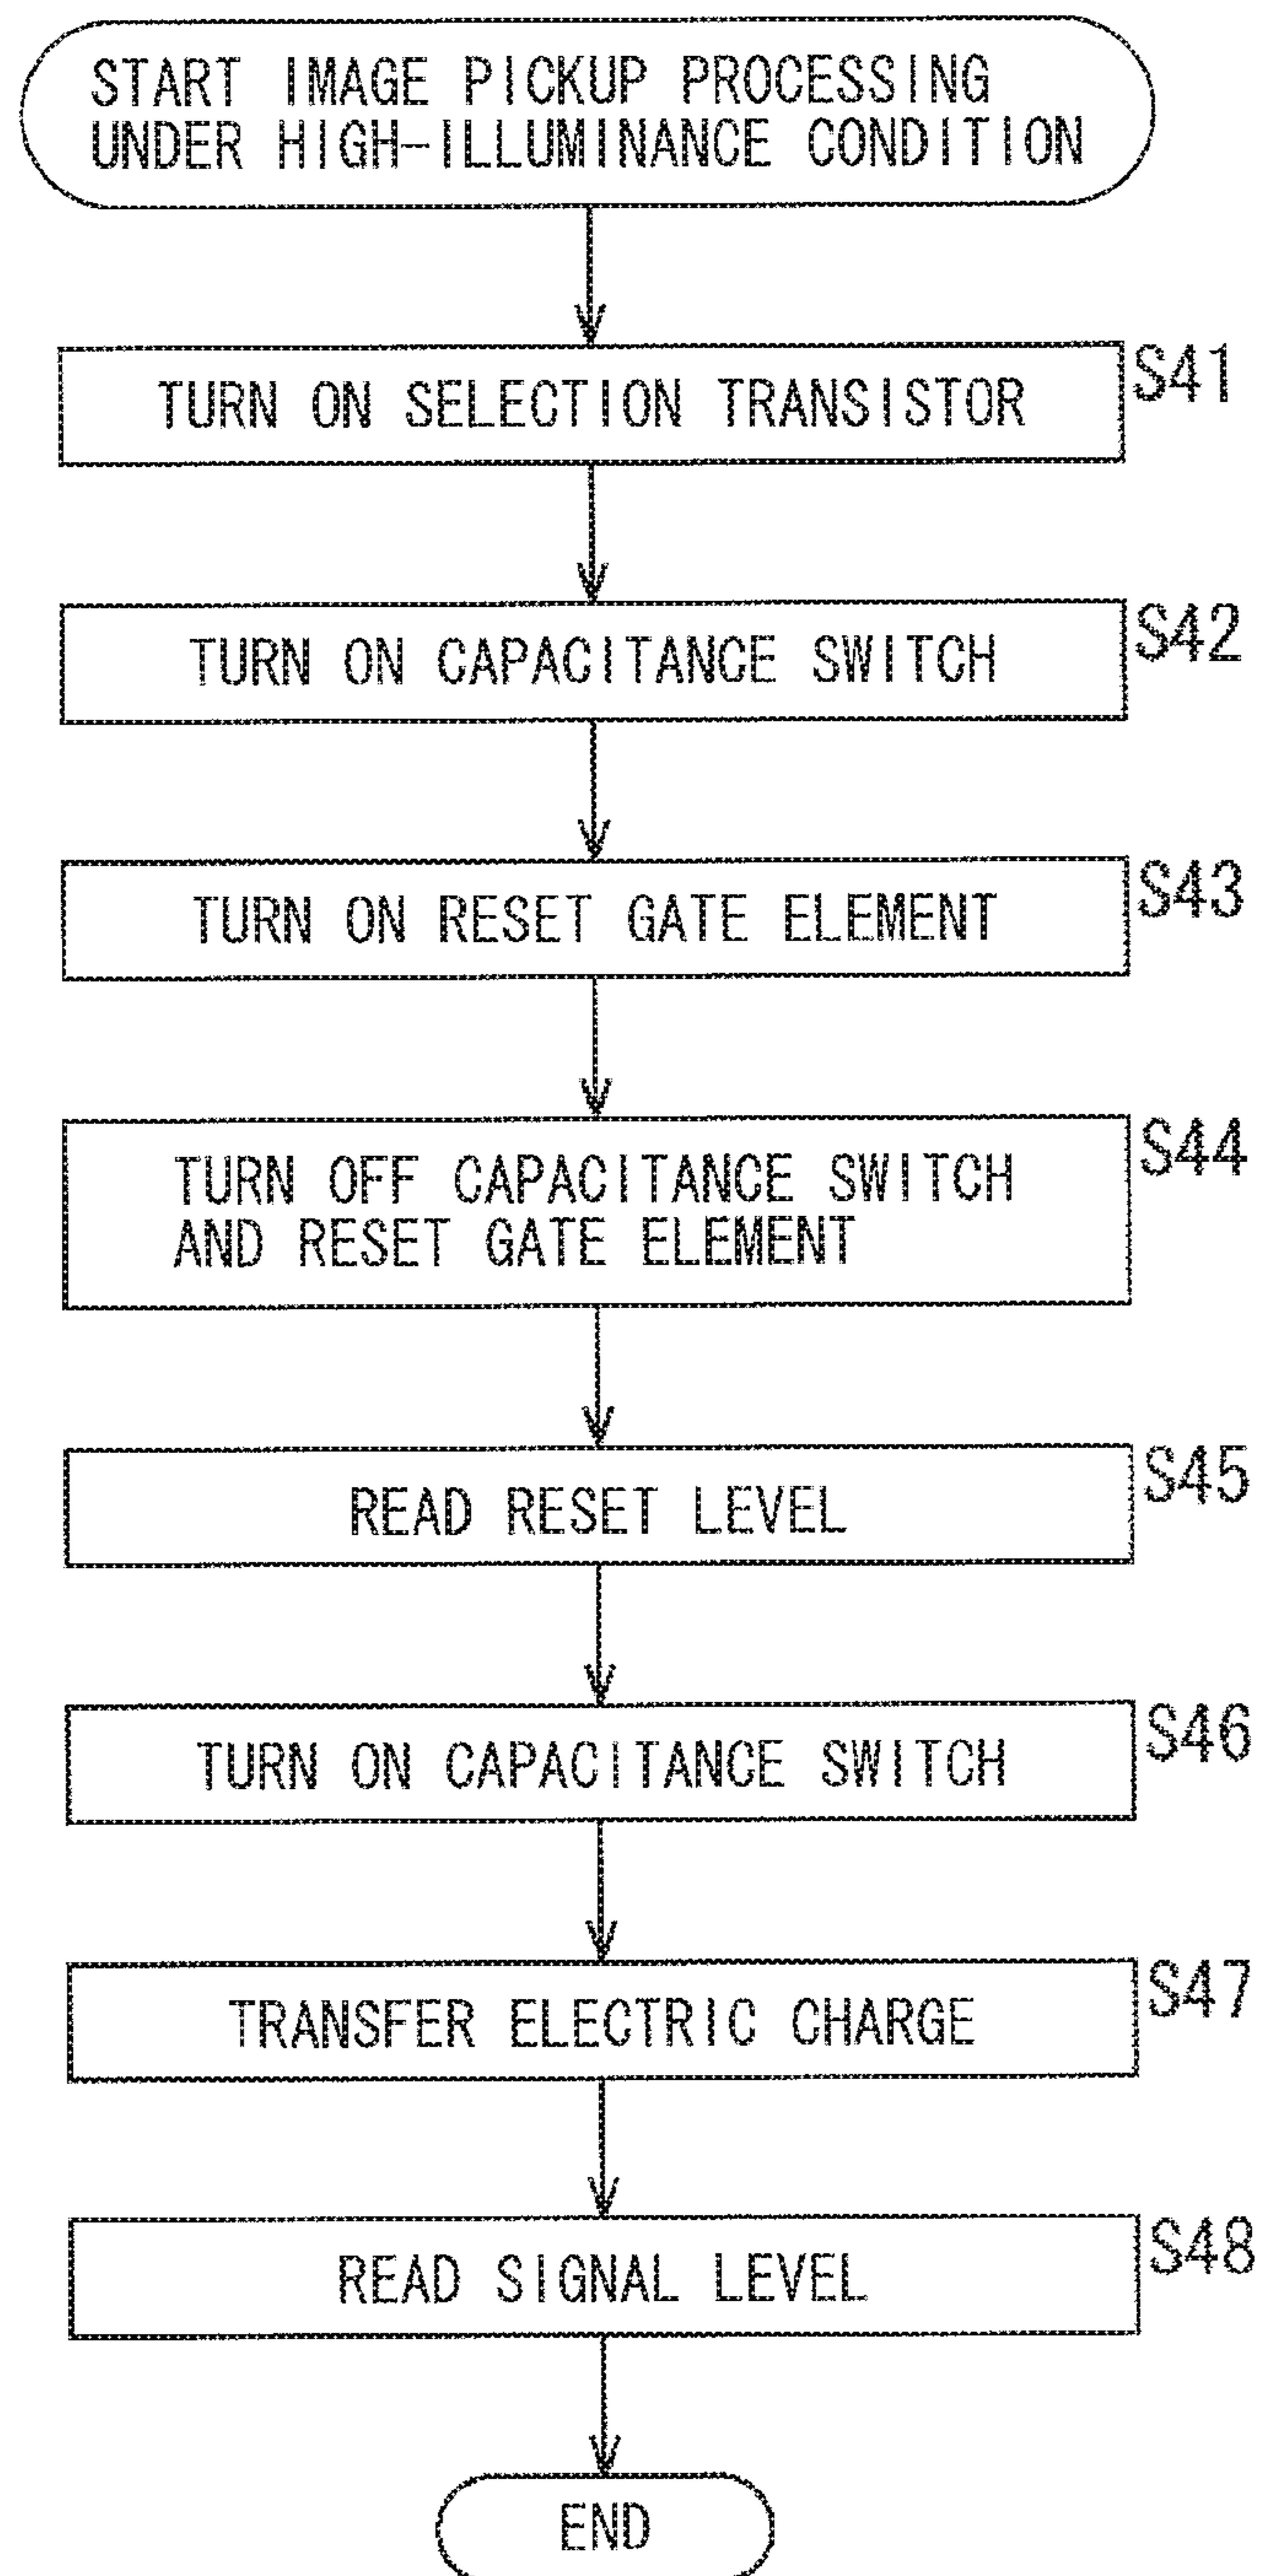 START IMAGE PICKUP PROCESSING
UNDER HIGH-ILLUMINANCE CONDITION
TURN ON SELECTION TRANSISTOR
S41
TURN ON CAPACITANCE SWITCH
S42
TURN ON RESET GATE ELEMENT
S43
TURN OFF CAPACITANCE SWITCH
AND RESET GATE ELEMENT
S44
READ RESET LEVEL
S45
TURN ON CAPACITANCE SWITCH
S46
TRANSFER ELECTRIC CHARGE
S47
READ SIGNAL LEVEL
S48
END